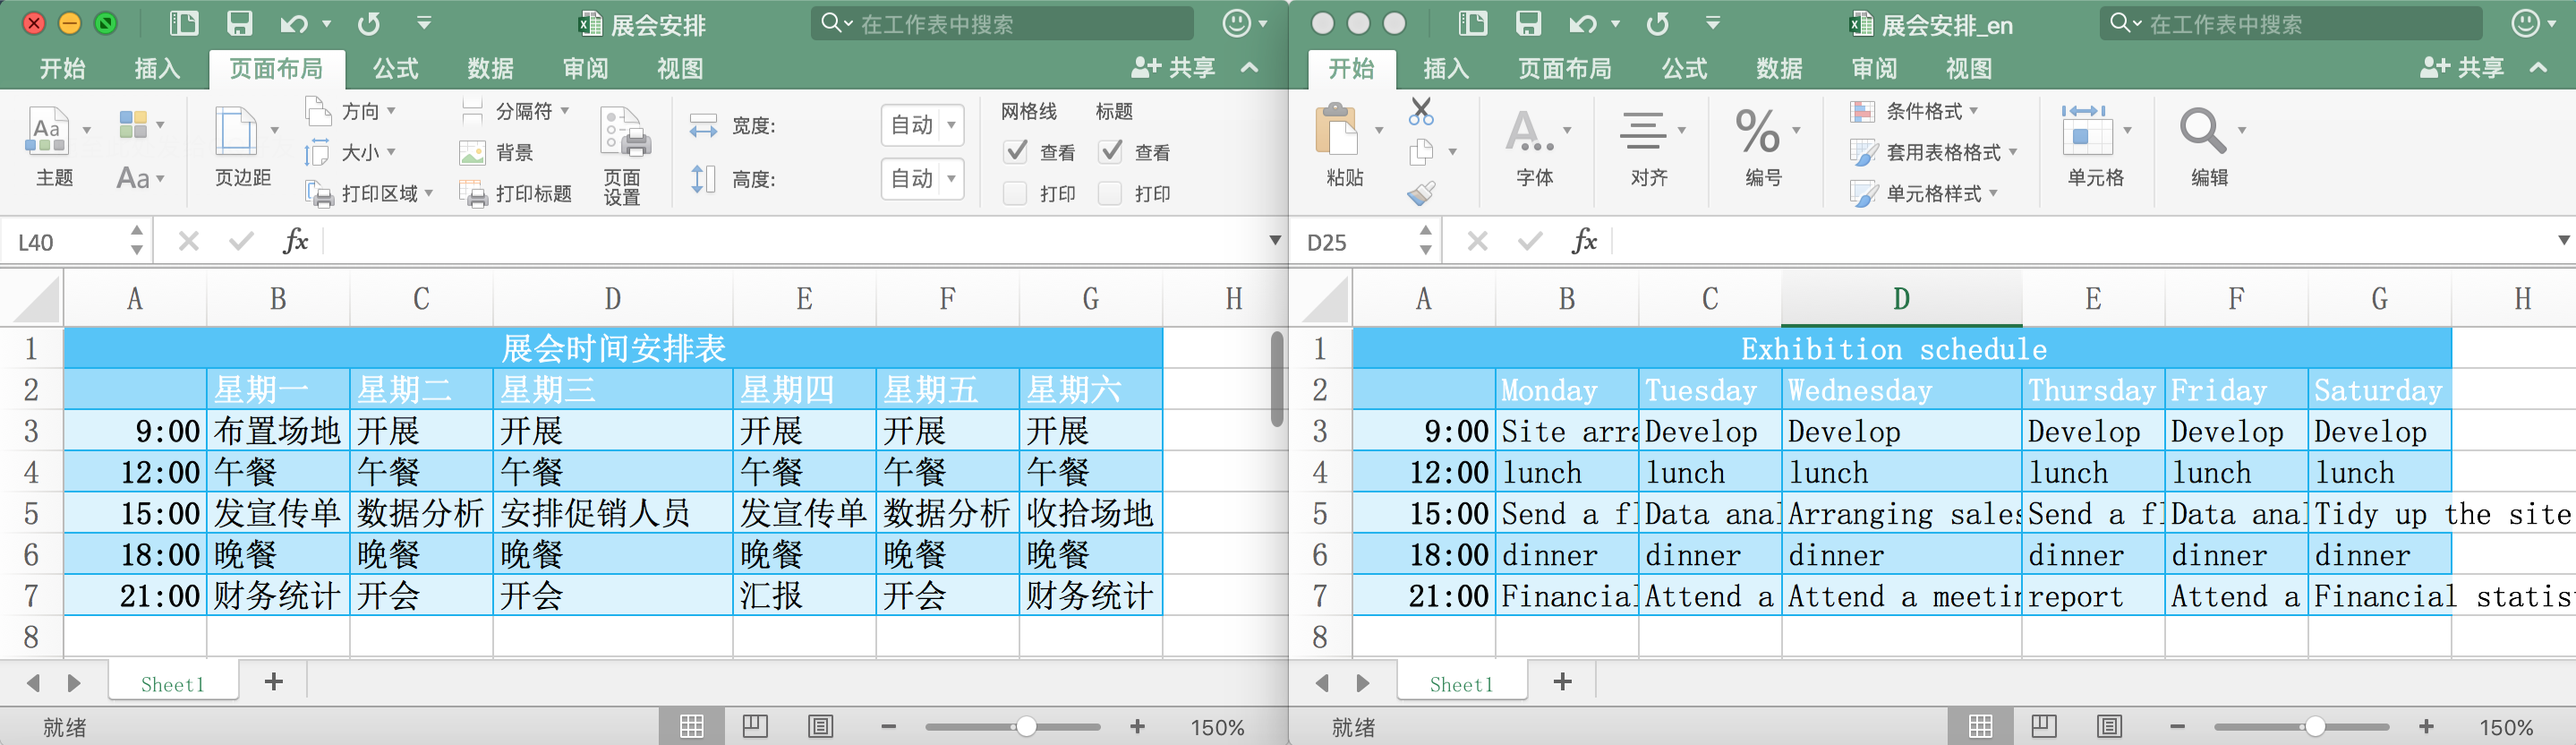 展会安排
在工作表中搜索
开始 插入 页面布局 公式 数据 审阅 视图
共享
主题
Aa
页边距
方向
大小
打印区域
分隔符
背景
打印标题
页面设置
宽度: 自动
高度: 自动
网格线 标题
查看 查看
打印 打印
L40
fx
A B C D E F G H
1 展会时间安排表
2 星期一 星期二 星期三 星期四 星期五 星期六
3 9:00 布置场地 开展 开展 开展 开展 开展
4 12:00 午餐 午餐 午餐 午餐 午餐 午餐
5 15:00 发宣传单 数据分析 安排促销人员 发宣传单 数据分析 收拾场地
6 18:00 晚餐 晚餐 晚餐 晚餐 晚餐 晚餐
7 21:00 财务统计 开会 开会 汇报 开会 财务统计
8
Sheet1
就绪
150%
展会安排_en
在工作表中搜索
开始 插入 页面布局 公式 数据 审阅 视图
共享
粘贴
字体
对齐
编号
条件格式
套用表格格式
单元格样式
单元格
编辑
D25
fx
A B C D E F G H
1 Exhibition schedule
2 Monday Tuesday Wednesday Thursday Friday Saturday
3 9:00 Site arra Develop Develop Develop Develop Develop
4 12:00 lunch lunch lunch lunch lunch lunch
5 15:00 Send a fl Data anal Arranging sales Send a fl Data anal Tidy up the site
6 18:00 dinner dinner dinner dinner dinner dinner
7 21:00 Financial Attend a Attend a meetin report Attend a Financial statist
8
Sheet1
就绪
150%